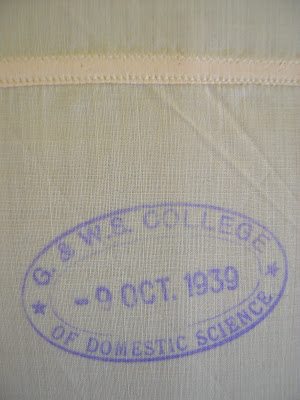 G. & W.S. COLLEGE
-9 OCT. 1939
OF DOMESTIC SCIENCE